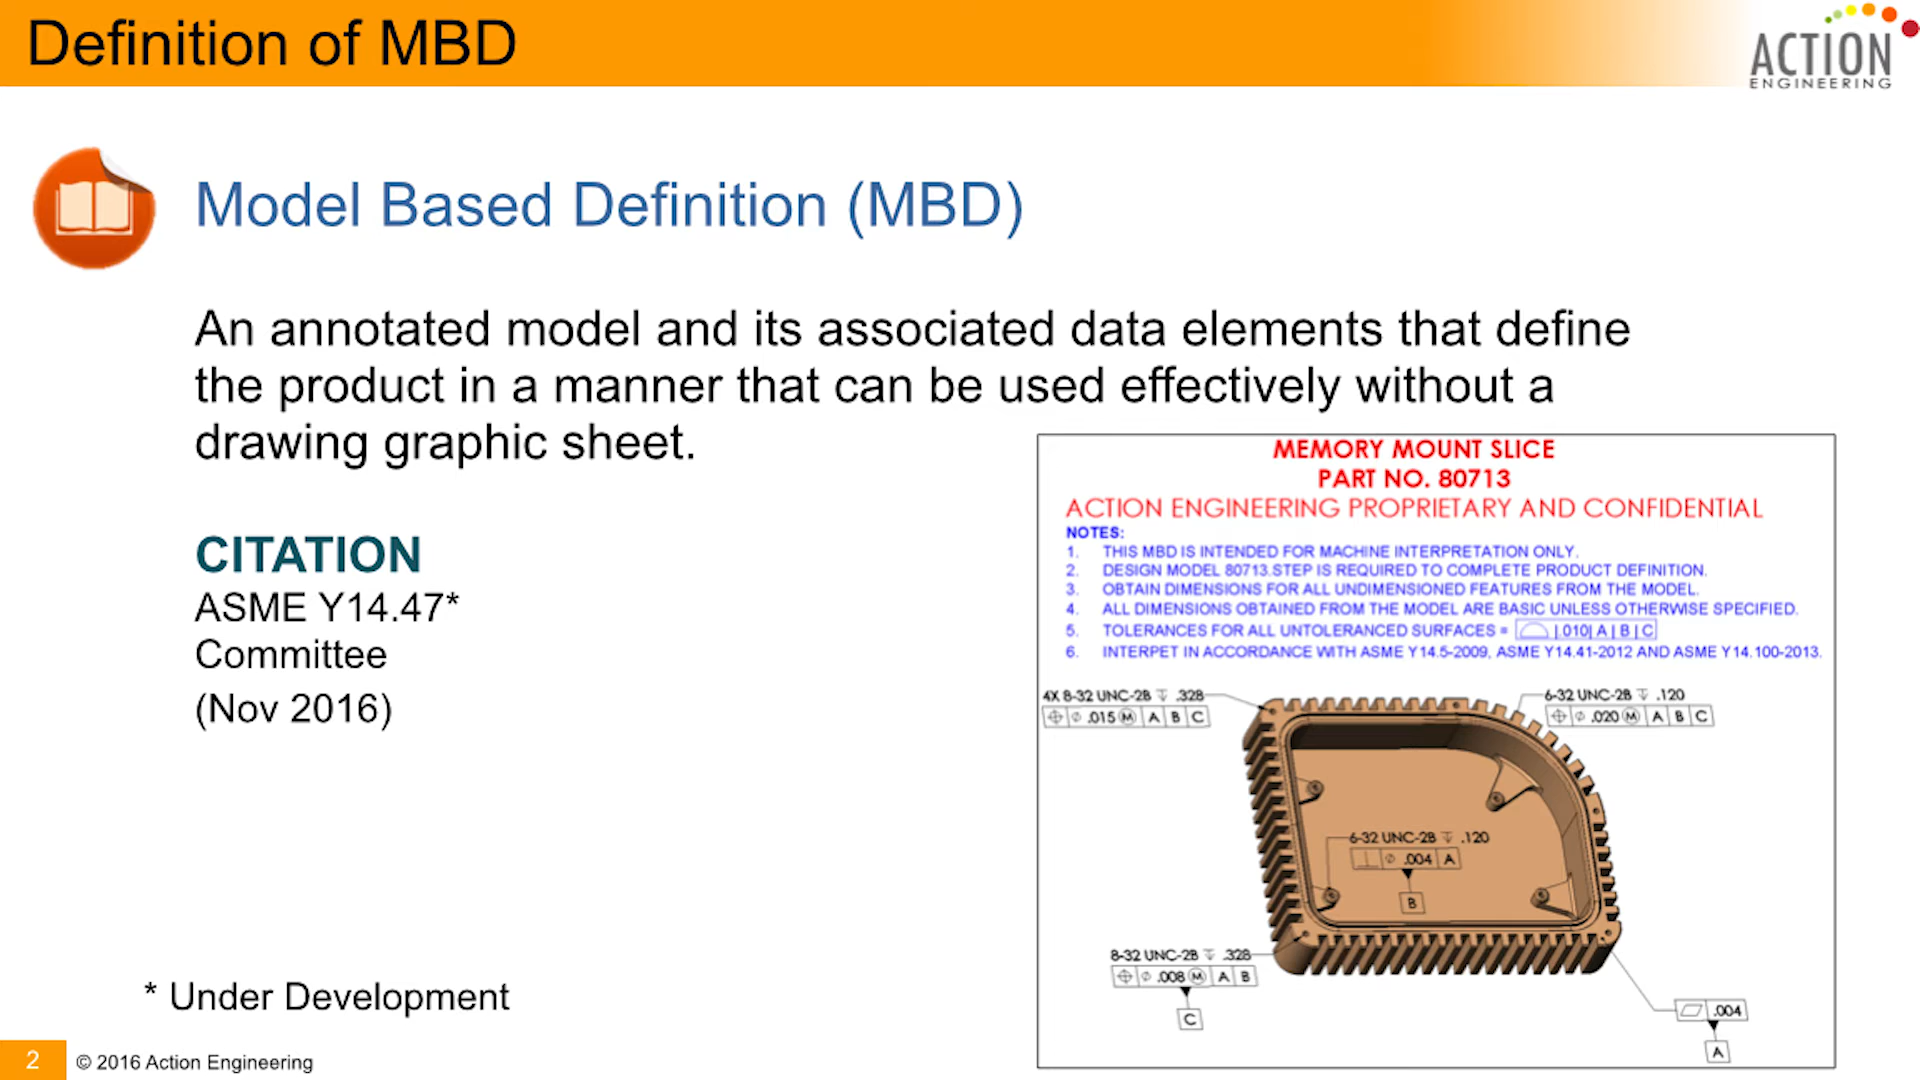 Definition of MBD
ACTION
ENGINEERING
Model Based Definition (MBD)
An annotated model and its associated data elements that define
the product in a manner that can be used effectively without a
drawing graphic sheet.
CITATION
ASME Y14.47*
Committee
(Nov 2016)
* Under Development
2
© 2016 Action Engineering
MEMORY MOUNT SLICE
PART NO. 80713
ACTION ENGINEERING PROPRIETARY AND CONFIDENTIAL
NOTES:
1. THIS MBD IS INTENDED FOR MACHINE INTERPRETATION ONLY.
2. DESIGN MODEL 80713.STEP IS REQUIRED TO COMPLETE PRODUCT DEFINITION.
3. OBTAIN DIMENSIONS FOR ALL UNDIMENSIONED FEATURES FROM THE MODEL.
4. ALL DIMENSIONS OBTAINED FROM THE MODEL ARE BASIC UNLESS OTHERWISE SPECIFIED.
5. TOLERANCES FOR ALL UNTOLERANCED SURFACES = ⌓ |.010| A | B | C
6. INTERPET IN ACCORDANCE WITH ASME Y14.5-2009, ASME Y14.41-2012 AND ASME Y14.100-2013.
4X 8-32 UNC-2B ↧ .328
⌖ ⌀ .015 Ⓜ A B C
6-32 UNC-2B ↧ .120
⌖ ⌀ .020 Ⓜ A B C
6-32 UNC-2B ↧ .120
⟂ ⌀ .004 A
B
8-32 UNC-2B ↧ .328
⌖ ⌀ .008 Ⓜ A B
C
⏥ .004
A